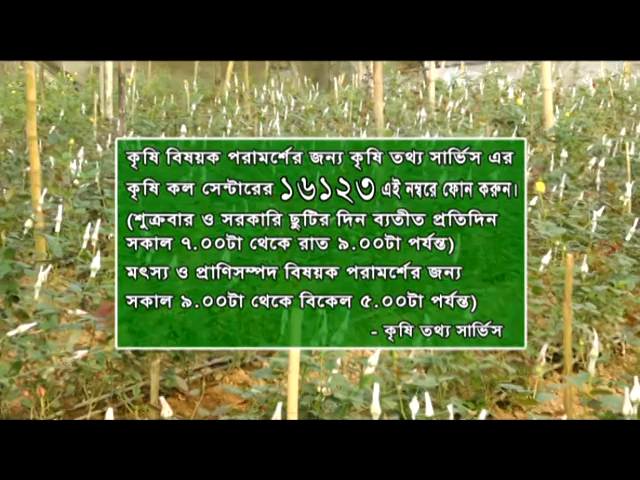 কৃষি বিষয়ক পরামর্শের জন্য কৃষি তথ্য সার্ভিস এর
কৃষি কল সেন্টারের ১৬১২৩ এই নম্বরে ফোন করুন।
(শুক্রবার ও সরকারি ছুটির দিন ব্যতীত প্রতিদিন
সকাল ৭.০০টা থেকে রাত ৯.০০টা পর্যন্ত)
মৎস্য ও প্রাণিসম্পদ বিষয়ক পরামর্শের জন্য
সকাল ৯.০০টা থেকে বিকেল ৫.০০টা পর্যন্ত)
- কৃষি তথ্য সার্ভিস